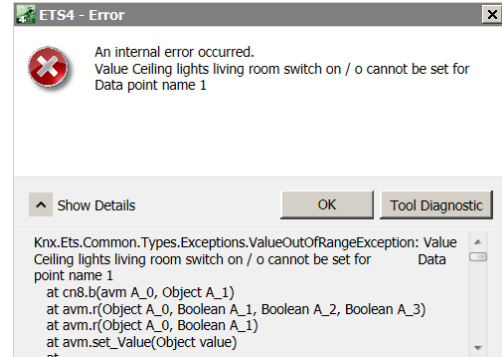 ETS4 - Error
An internal error occurred.
Value Ceiling lights living room switch on / o cannot be set for
Data point name 1
Show Details
OK
Tool Diagnostic
Knx.Ets.Common.Types.Exceptions.ValueOutOfRangeException: Value
Ceiling lights living room switch on / o cannot be set for Data
point name 1
at cn8.b(avm A_0, Object A_1)
at avm.r(Object A_0, Boolean A_1, Boolean A_2, Boolean A_3)
at avm.r(Object A_0, Boolean A_1)
at avm.set_Value(Object value)
at